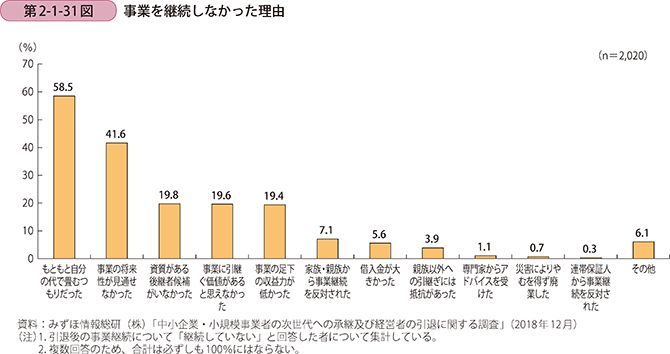 第2-1-31図 事業を継続しなかった理由
(%)
(n=2,020)
70
60
50
40
30
20
10
0
58.5
41.6
19.8
19.6
19.4
7.1
5.6
3.9
1.1
0.7
0.3
6.1
もともと自分
の代で畳むつ
もりだった
事業の将来
性が見通せ
なかった
資質がある
後継者候補
がいなかった
事業に引継
ぐ価値がある
と思えなかった
事業の足下
の収益力が
低かった
家族・親族か
ら事業継続
を反対された
借入金が大
きかった
親族以外へ
の引継ぎには
抵抗があった
専門家からア
ドバイスを受
けた
災害によりや
むを得ず廃
業した
連帯保証人
から事業継
続を反対された
その他
資料:みずほ情報総研(株)「中小企業・小規模事業者の次世代への承継及び経営者の引退に関する調査」(2018年12月)
(注)1. 引退後の事業継続について「継続していない」と回答した者について集計している。
2. 複数回答のため、合計は必ずしも100%にはならない。